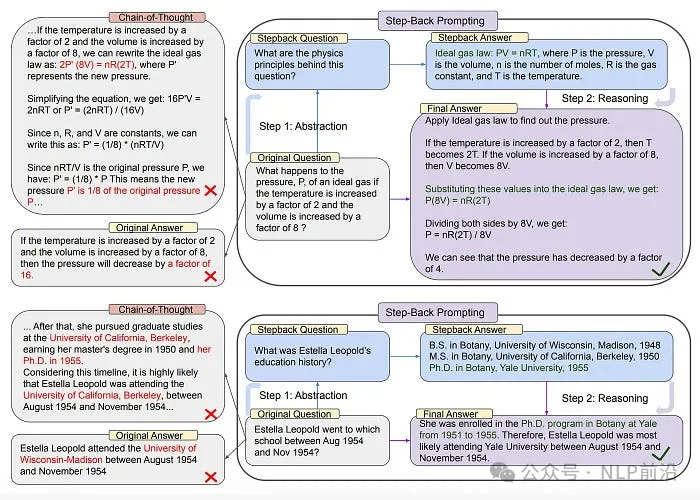 Chain-of-Thought
…If the temperature is increased by a
factor of 2 and the volume is increased by
a factor of 8, we can rewrite the ideal gas
law as: 2P' (8V) = nR(2T), where P'
represents the new pressure.
Simplifying the equation, we get: 16P'V =
2nRT or P' = (2nRT) / (16V)
Since n, R, and V are constants, we can
write this as: P' = (1/8) * (nRT/V)
Since nRT/V is the original pressure P, we
have: P' = (1/8) * P This means the new
pressure P' is 1/8 of the original pressure
P…
Original Answer
If the temperature is increased by a factor of 2
and the volume is increased by a factor of 8,
then the pressure will decrease by a factor of
16.
Step-Back Prompting
Stepback Question
What are the physics
principles behind this
question?
Stepback Answer
Ideal gas law: PV = nRT, where P is the pressure, V
is the volume, n is the number of moles, R is the gas
constant, and T is the temperature.
Step 1: Abstraction
Step 2: Reasoning
Original Question
What happens to the
pressure, P, of an ideal gas if
the temperature is increased
by a factor of 2 and the
volume is increased by a
factor of 8 ?
Final Answer
Apply Ideal gas law to find out the pressure.
If the temperature is increased by a factor of 2, then T
becomes 2T. If the volume is increased by a factor of 8,
then V becomes 8V.
Substituting these values into the ideal gas law, we get:
P(8V) = nR(2T)
Dividing both sides by 8V, we get:
P = nR(2T) / 8V
We can see that the pressure has decreased by a factor
of 4.
Chain-of-Thought
... After that, she pursued graduate studies
at the University of California, Berkeley,
earning her master's degree in 1950 and her
Ph.D. in 1955.
Considering this timeline, it is highly likely
that Estella Leopold was attending the
University of California, Berkeley, between
August 1954 and November 1954...
Original Answer
Estella Leopold attended the University of
Wisconsin-Madison between August 1954
and November 1954
Step-Back Prompting
Stepback Question
What was Estella Leopold's
education history?
Stepback Answer
B.S. in Botany, University of Wisconsin, Madison, 1948
M.S. in Botany, University of California, Berkeley, 1950
Ph.D. in Botany, Yale University, 1955
Step 1: Abstraction
Step 2: Reasoning
Original Question
Estella Leopold went to which
school between Aug 1954
and Nov 1954?
Final Answer
She was enrolled in the Ph.D. program in Botany at Yale
from 1951 to 1955. Therefore, Estella Leopold was most
likely attending Yale University between August 1954 and
November 1954.
公众号 · NLP前沿